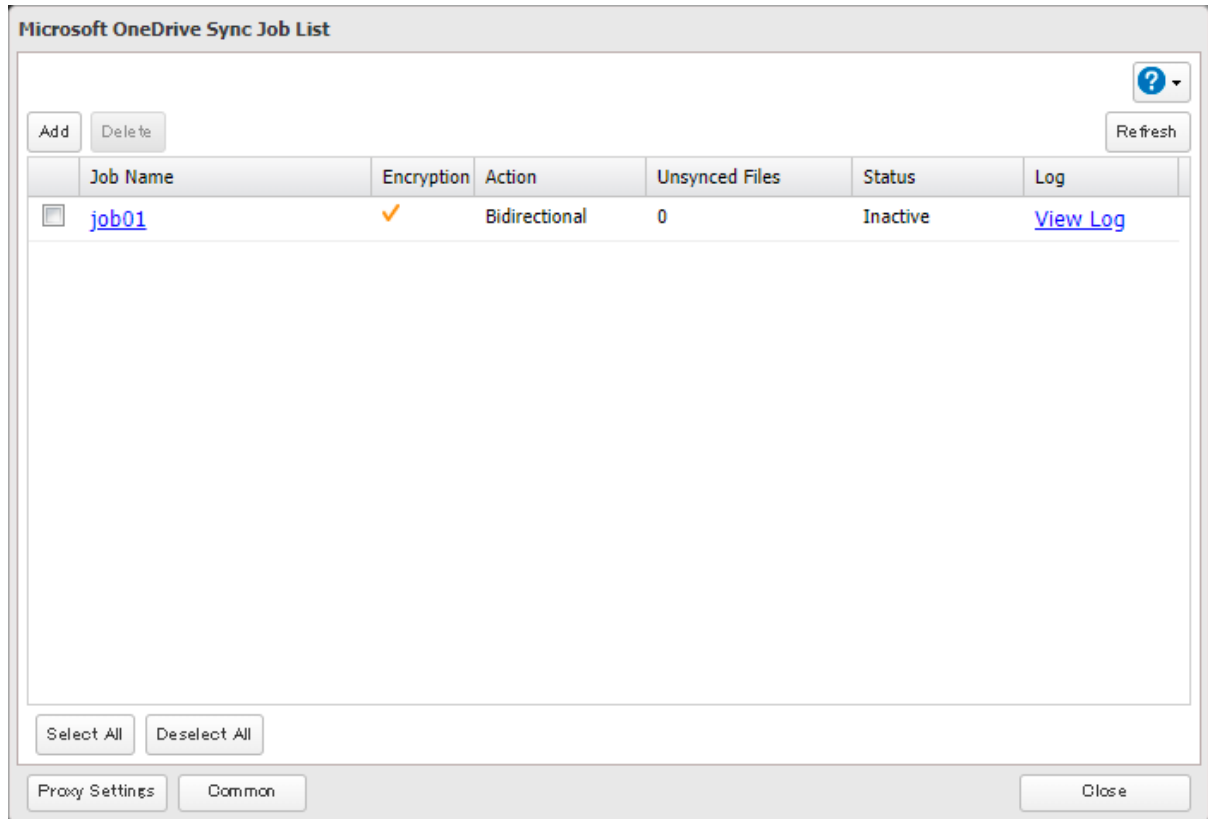 Microsoft OneDrive Sync Job List
?
Add Delete Refresh
Job Name Encryption Action Unsynced Files Status Log
job01 Bidirectional 0 Inactive View Log
Select All Deselect All
Proxy Settings Common Close